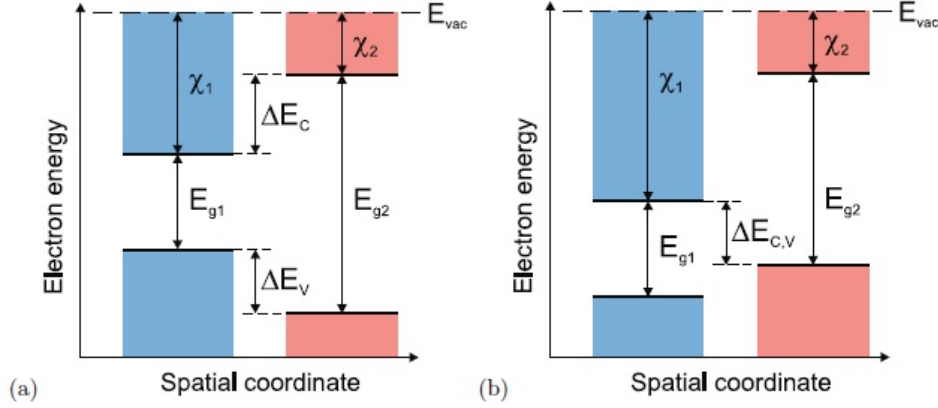 E_vac
χ₁
χ₂
ΔE_C
E_g1
E_g2
ΔE_V
Electron energy
Spatial coordinate
(a)
E_vac
χ₁
χ₂
E_g2
ΔE_C,V
E_g1
Electron energy
Spatial coordinate
(b)